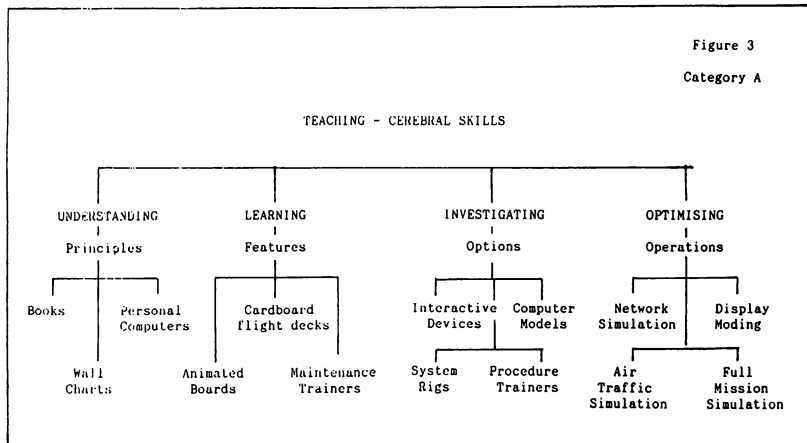 Figure 3
Category A
TEACHING - CEREBRAL SKILLS
UNDERSTANDING LEARNING INVESTIGATING OPTIMISING
Principles Features Options Operations
Books Personal Computers Cardboard flight decks Interactive Devices Computer Models Network Simulation Display Moding
Wall Charts Animated Boards Maintenance Trainers System Rigs Procedure Trainers Air Traffic Simulation Full Mission Simulation